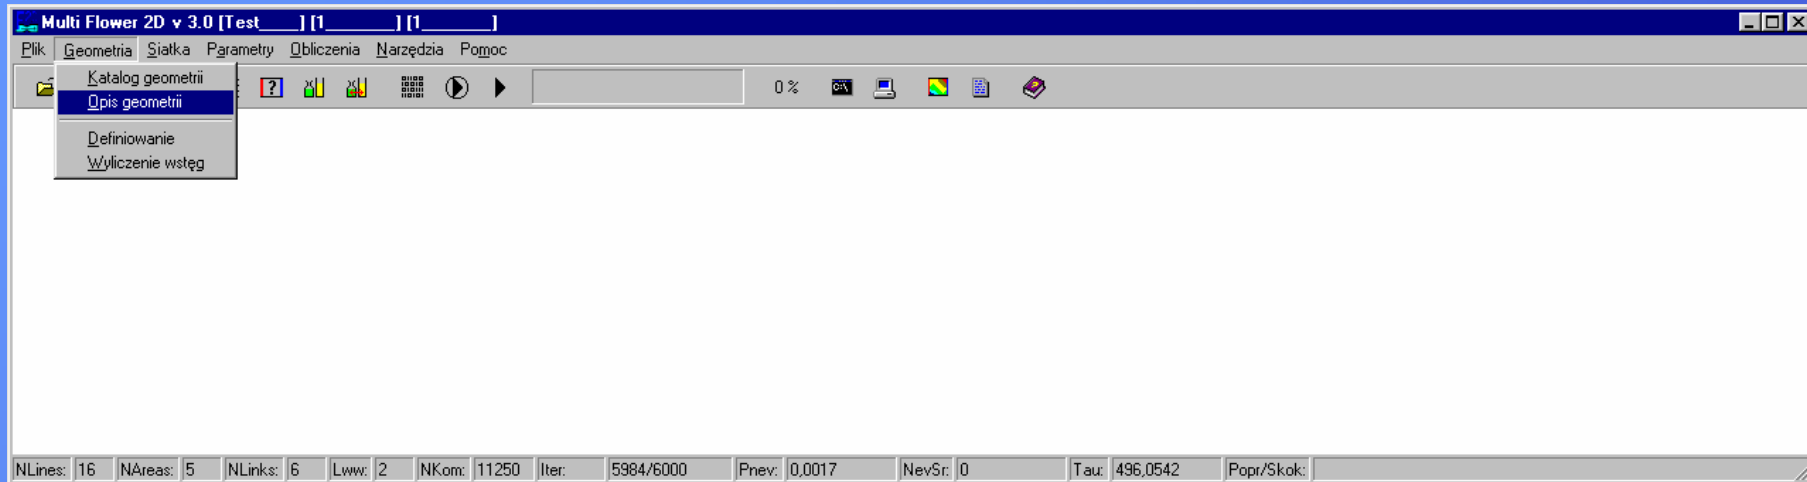 Multi Flower 2D v 3.0 [Test____] [1_______] [1_______]
Plik Geometria Siatka Parametry Obliczenia Narzędzia Pomoc
Katalog geometrii
Opis geometrii
Definiowanie
Wyliczenie wstęg
? 0 % C:\
NLines: 16 NAreas: 5 NLinks: 6 Lww: 2 NKom: 11250 Iter: 5984/6000 Pnev: 0,0017 NevSr: 0 Tau: 496,0542 Popr/Skok: